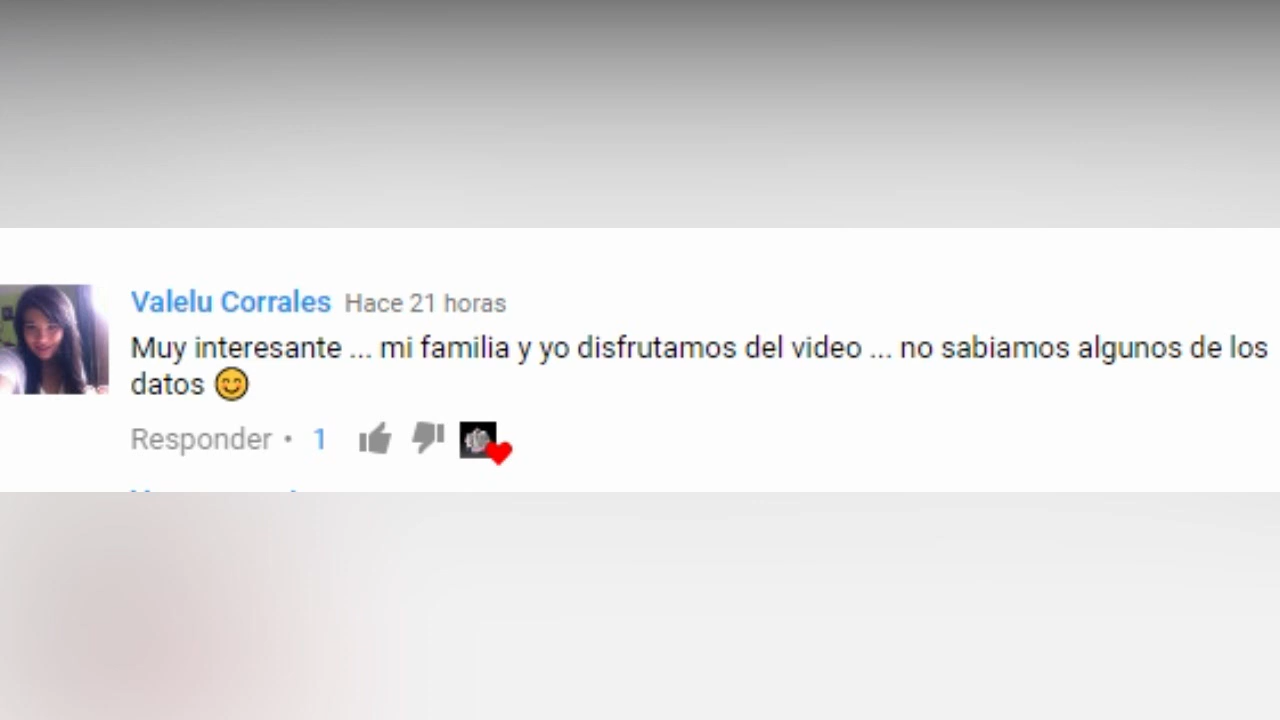 Valelu Corrales Hace 21 horas
Muy interesante ... mi familia y yo disfrutamos del video ... no sabiamos algunos de los
datos 😊
Responder • 1